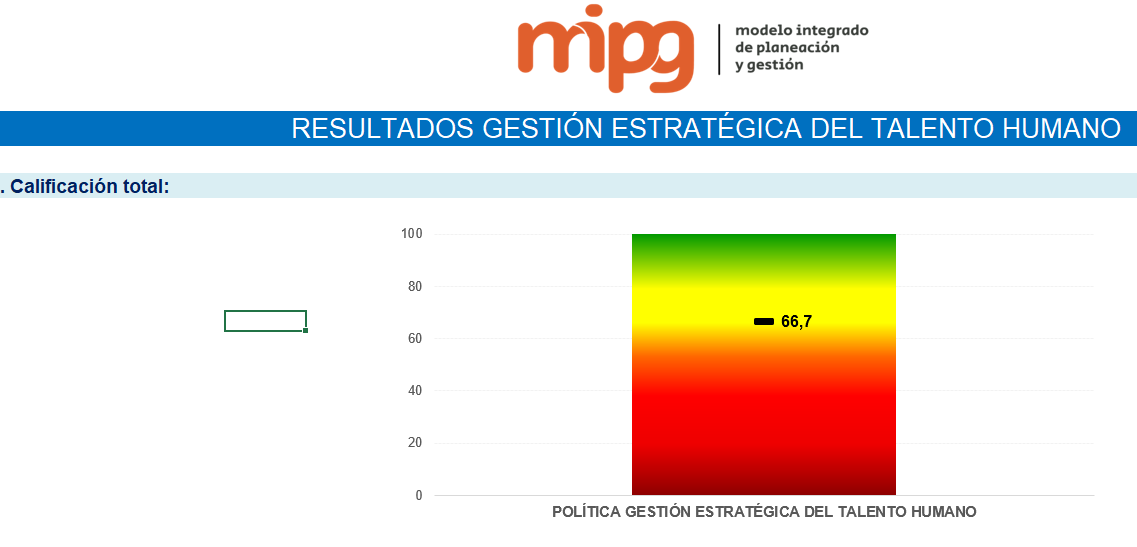 mipg
modelo integrado
de planeación
y gestión
RESULTADOS GESTIÓN ESTRATÉGICA DEL TALENTO HUMANO
. Calificación total:
100
80
66,7
60
40
20
0
POLÍTICA GESTIÓN ESTRATÉGICA DEL TALENTO HUMANO